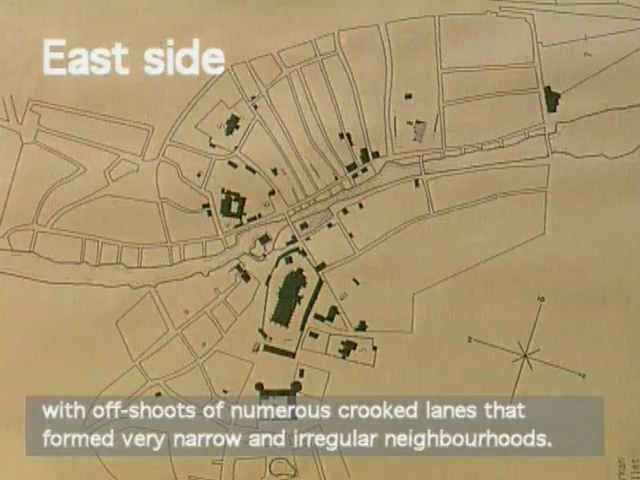 East side
with off-shoots of numerous crooked lanes that
formed very narrow and irregular neighbourhoods.